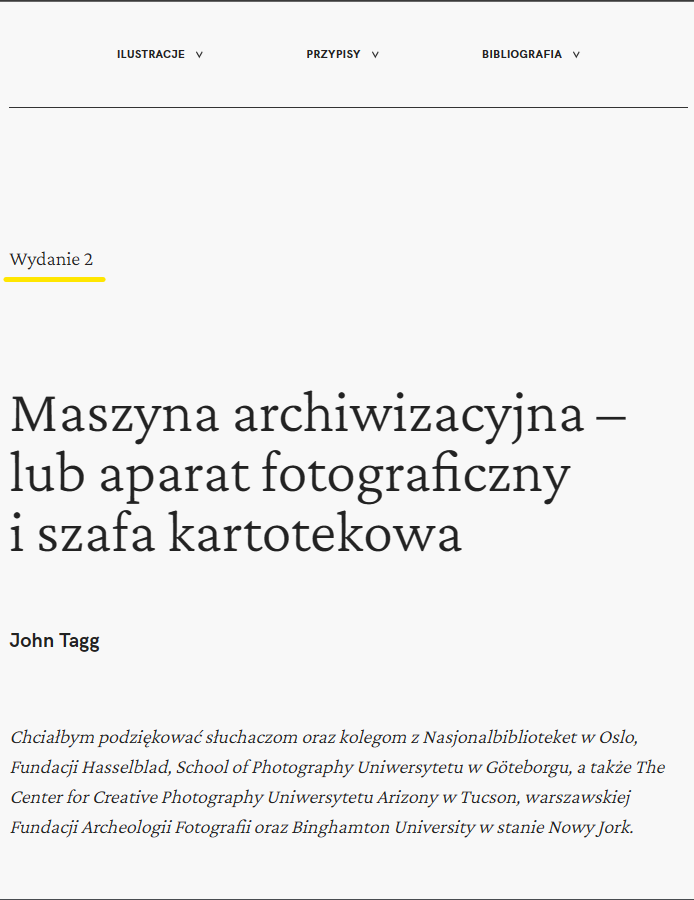 ILUSTRACJE PRZYPISY BIBLIOGRAFIA
Wydanie 2
Maszyna archiwizacyjna –
lub aparat fotograficzny
i szafa kartotekowa
John Tagg
Chciałbym podziękować słuchaczom oraz kolegom z Nasjonalbiblioteket w Oslo,
Fundacji Hasselblad, School of Photography Uniwersytetu w Göteborgu, a także The
Center for Creative Photography Uniwersytetu Arizony w Tucson, warszawskiej
Fundacji Archeologii Fotografii oraz Binghamton University w stanie Nowy Jork.